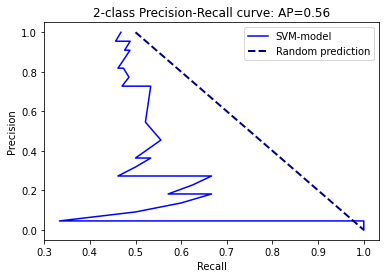 2-class Precision-Recall curve: AP=0.56
SVM-model
Random prediction
Precision
1.0
0.8
0.6
0.4
0.2
0.0
0.3 0.4 0.5 0.6 0.7 0.8 0.9 1.0
Recall